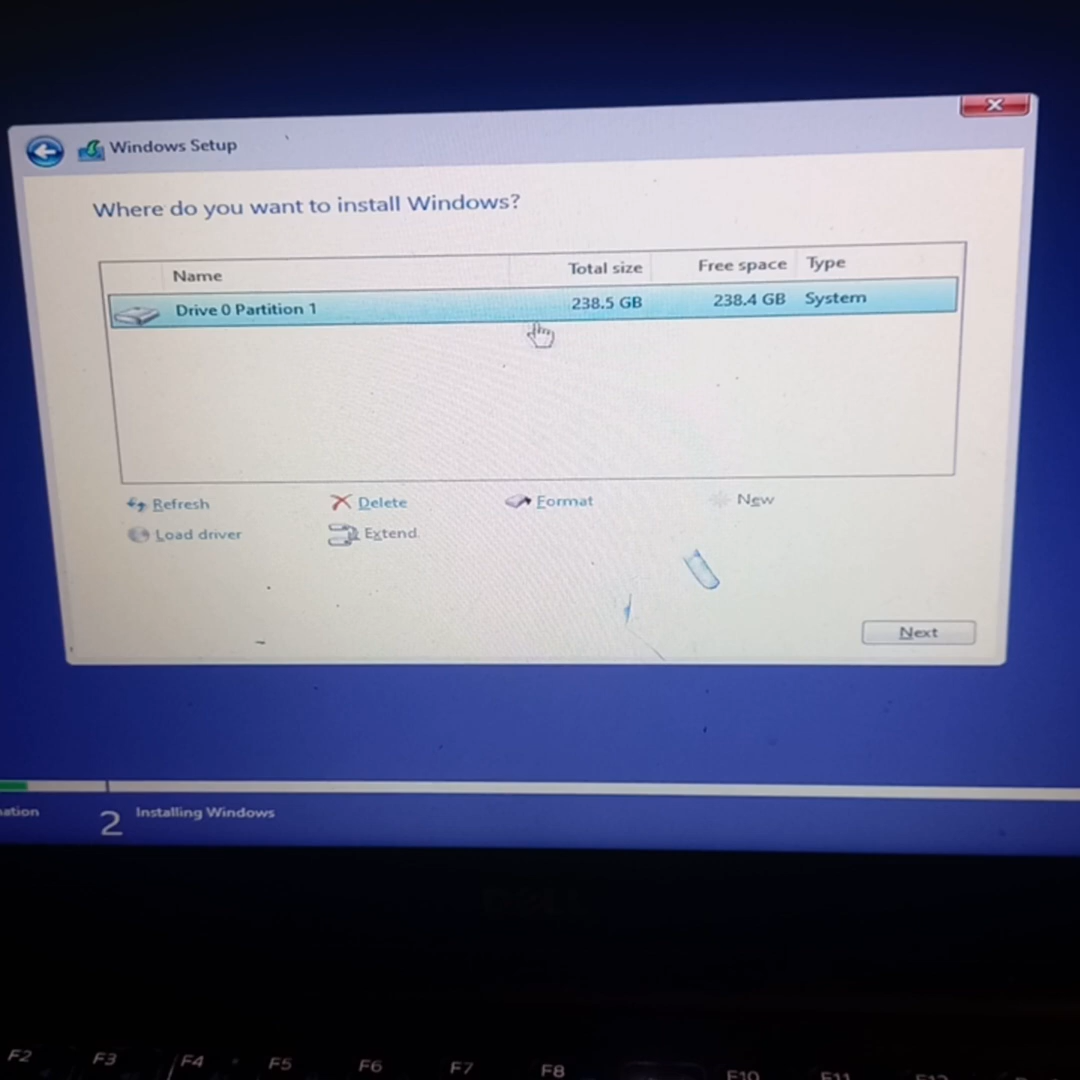 Windows Setup
Where do you want to install Windows?
Name Total size Free space Type
Drive 0 Partition 1 238.5 GB 238.4 GB System
Refresh Delete Format New
Load driver Extend
Next
2 Installing Windows
F2 F3 F4 F5 F6 F7 F8 F10 F11